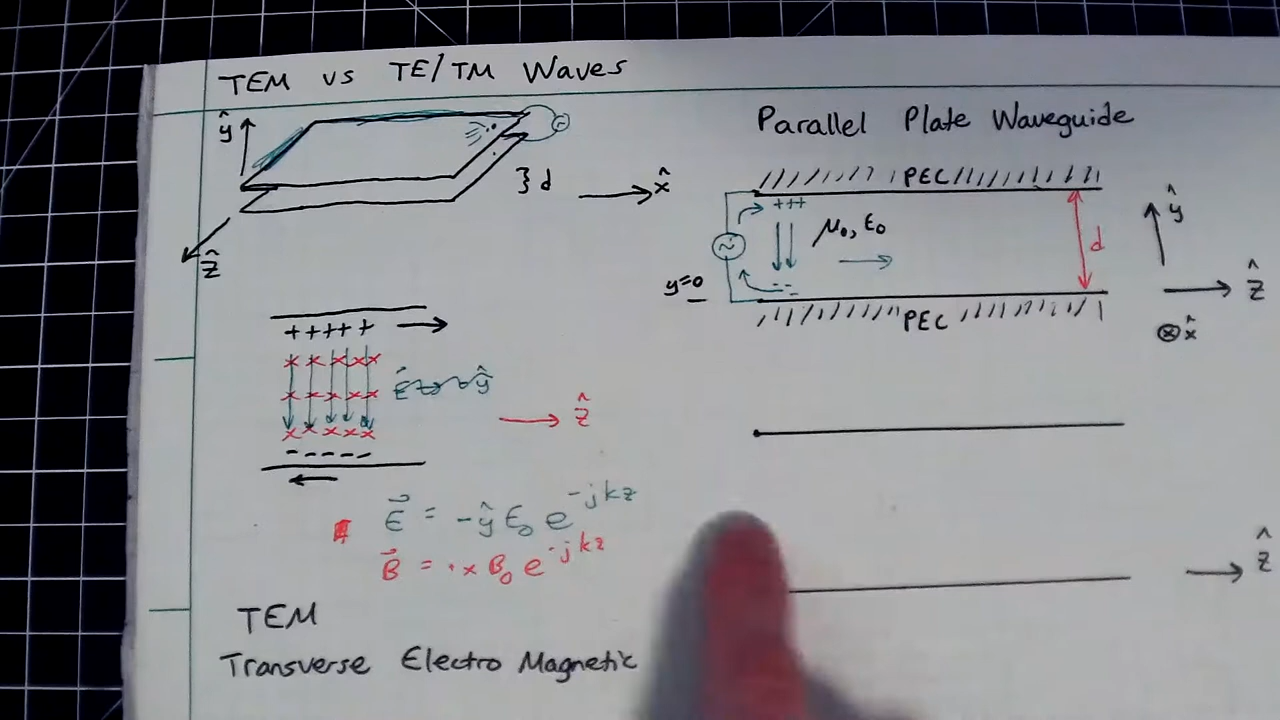 TEM vs TE/TM Waves
ŷ
} d
x̂
ẑ
Parallel Plate Waveguide
PEC
+++
μ₀, ε₀
d
y=0
-- -
PEC
ŷ
ẑ
⊗ x̂
+++++
-----
ẑ
E⃗ = -ŷ E₀ e^{-jkz}
B⃗ = x B₀ e^{-jkz}
ẑ
TEM
Transverse Electro Magnetic